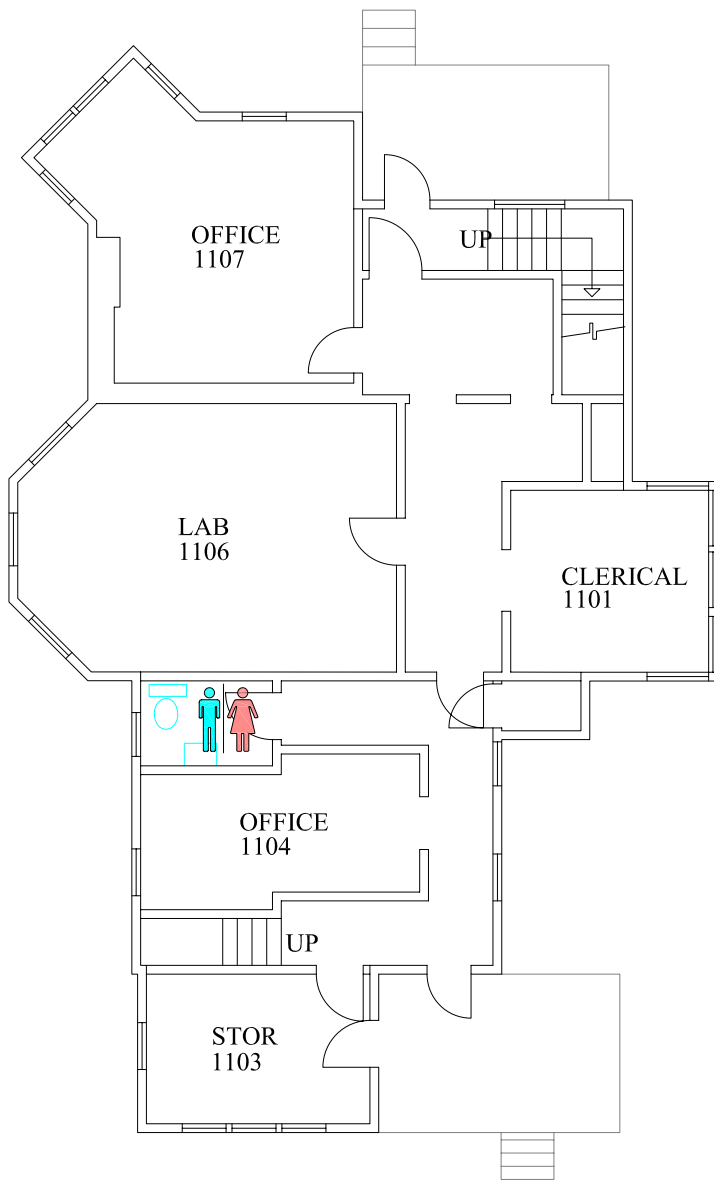 OFFICE
1107
UP
LAB
1106
CLERICAL
1101
OFFICE
1104
UP
STOR
1103